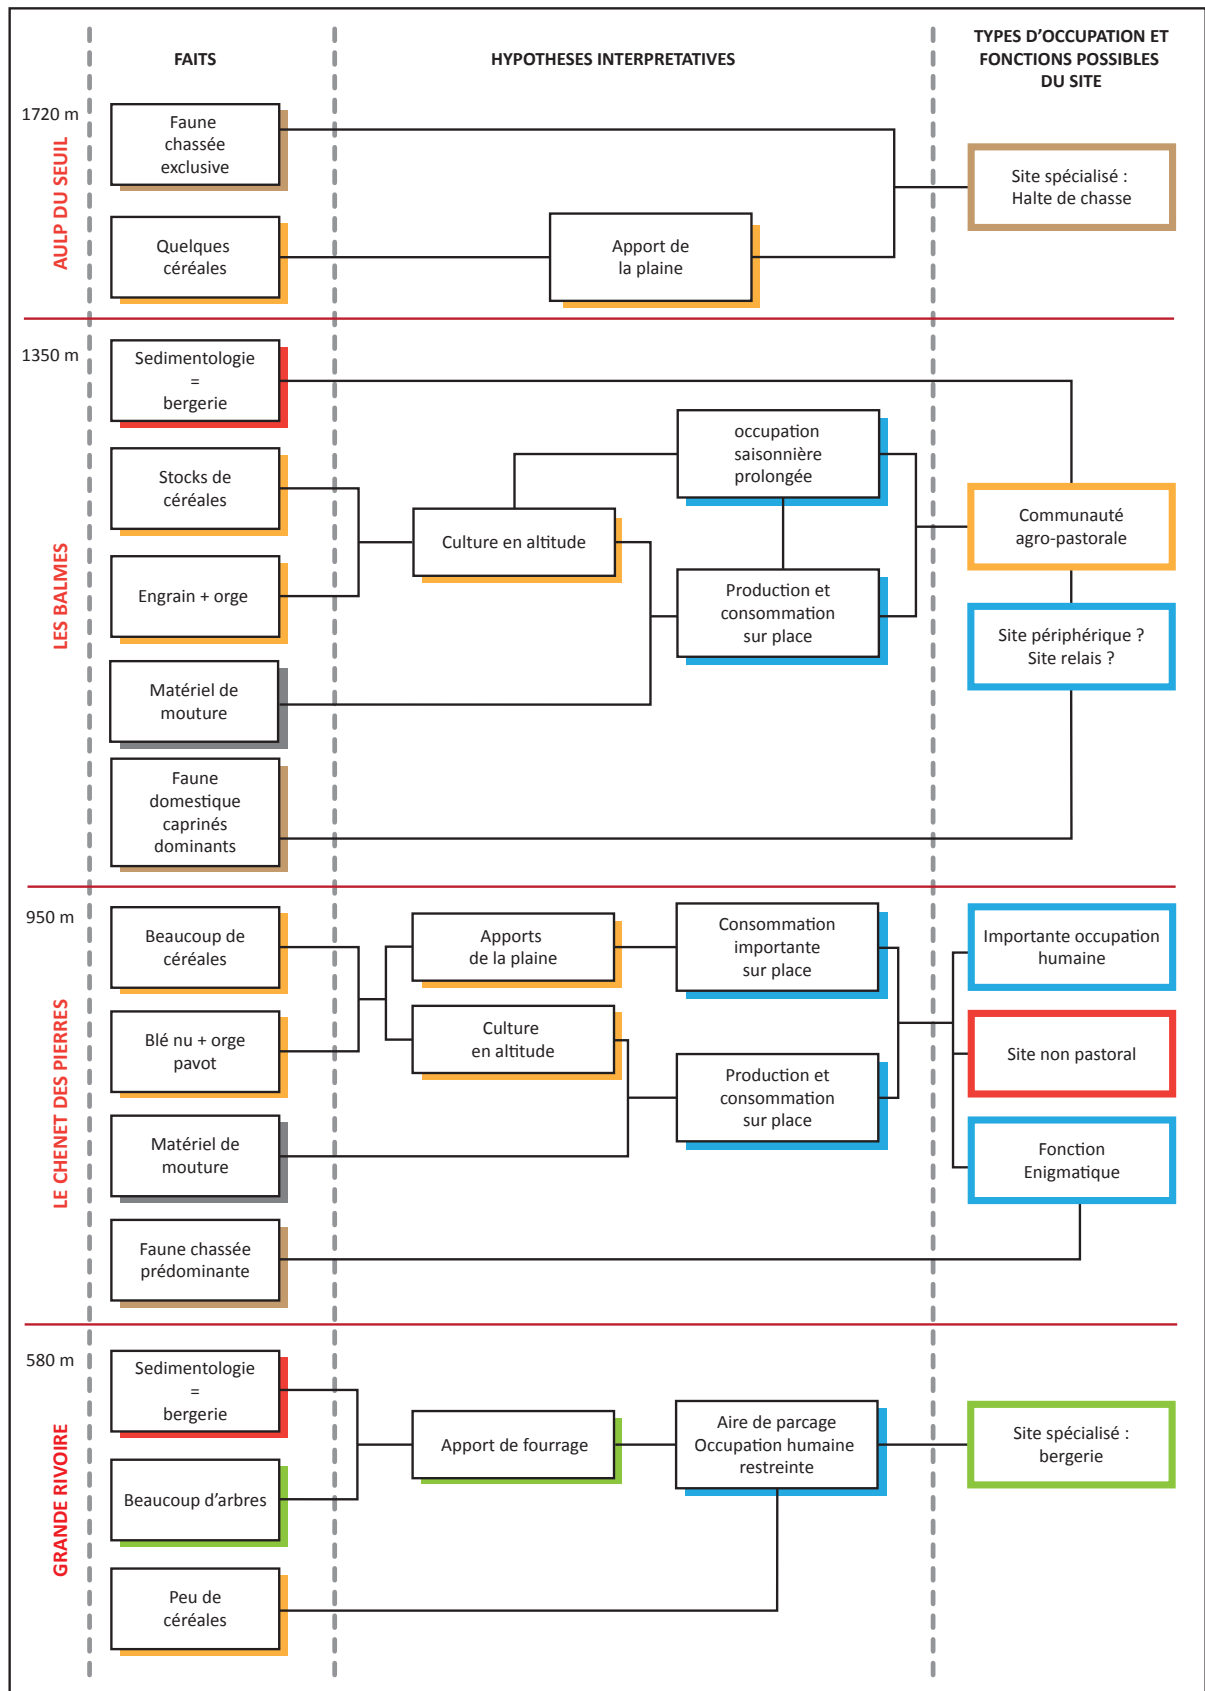 FAITS
HYPOTHESES INTERPRETATIVES
TYPES D’OCCUPATION ET
FONCTIONS POSSIBLES
DU SITE
1720 m
AULP DU SEUIL
Faune
chassée
exclusive
Quelques
céréales
Apport de
la plaine
Site spécialisé :
Halte de chasse
1350 m
LES BALMES
Sedimentologie
=
bergerie
Stocks de
céréales
Engrain + orge
Matériel de
mouture
Faune
domestique
caprinés
dominants
Culture en altitude
occupation
saisonnière
prolongée
Production et
consommation
sur place
Communauté
agro-pastorale
Site périphérique ?
Site relais ?
950 m
LE CHENET DES PIERRES
Beaucoup de
céréales
Blé nu + orge
pavot
Matériel de
mouture
Faune chassée
prédominante
Apports
de la plaine
Culture
en altitude
Consommation
importante
sur place
Production et
consommation
sur place
Importante occupation
humaine
Site non pastoral
Fonction
Enigmatique
580 m
GRANDE RIVOIRE
Sedimentologie
=
bergerie
Beaucoup d’arbres
Peu de
céréales
Apport de fourrage
Aire de parcage
Occupation humaine
restreinte
Site spécialisé :
bergerie